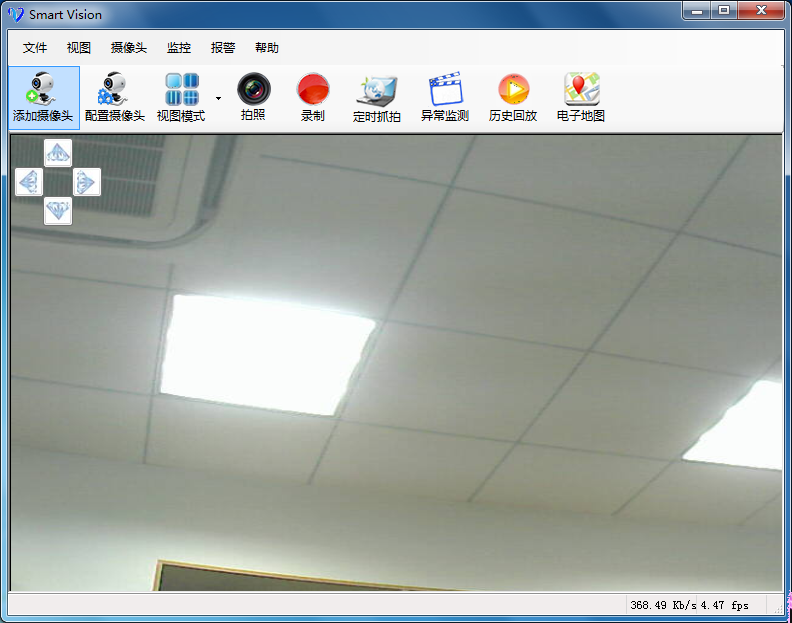 Smart Vision
文件 视图 摄像头 监控 报警 帮助
添加摄像头 配置摄像头 视图模式 拍照 录制 定时抓拍 异常监测 历史回放 电子地图
368.49 Kb/s 4.47 fps